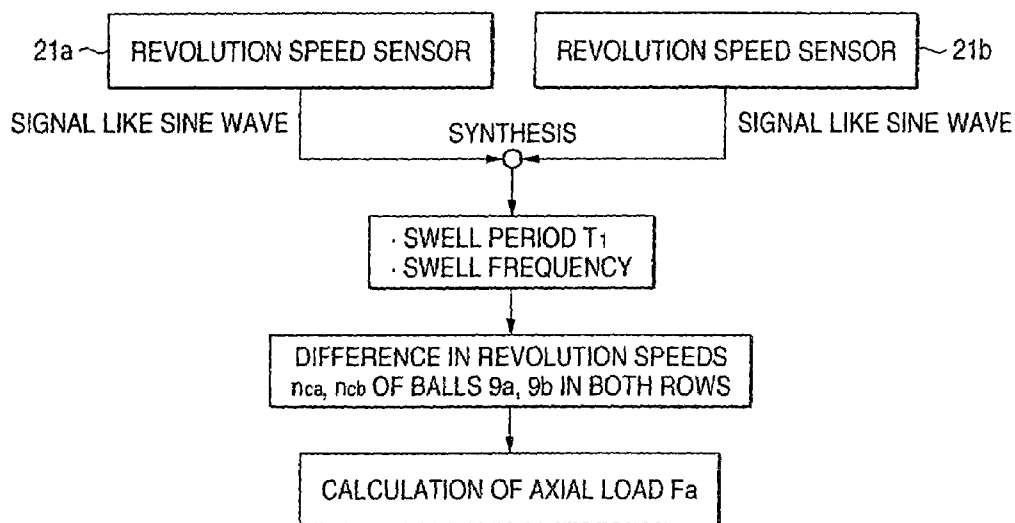 21a
REVOLUTION SPEED SENSOR
REVOLUTION SPEED SENSOR
21b
SIGNAL LIKE SINE WAVE
SIGNAL LIKE SINE WAVE
SYNTHESIS
· SWELL PERIOD T1
· SWELL FREQUENCY
DIFFERENCE IN REVOLUTION SPEEDS
nca, ncb OF BALLS 9a, 9b IN BOTH ROWS
CALCULATION OF AXIAL LOAD Fa